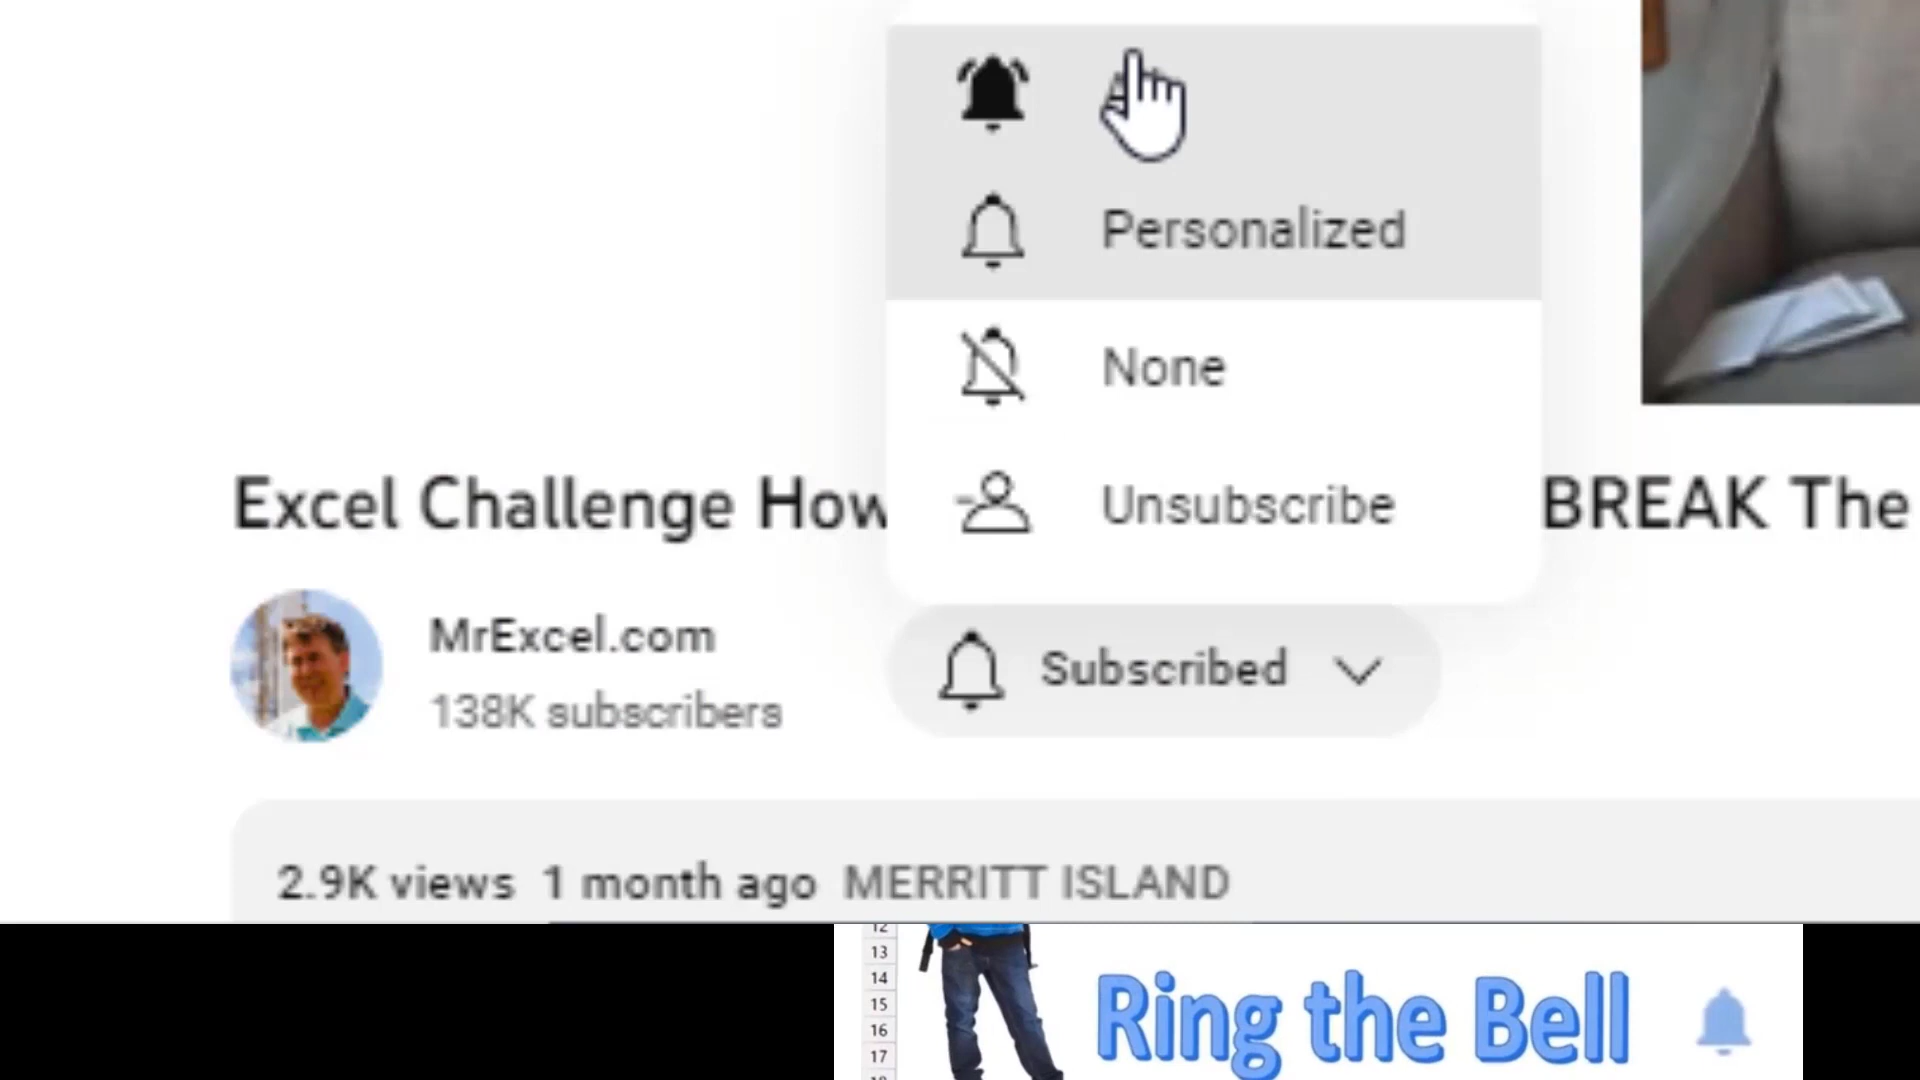 Personalized
None
Unsubscribe
Excel Challenge How
BREAK The
MrExcel.com
138K subscribers
Subscribed
2.9K views 1 month ago MERRITT ISLAND
12
13
14
15
16
17
Ring the Bell